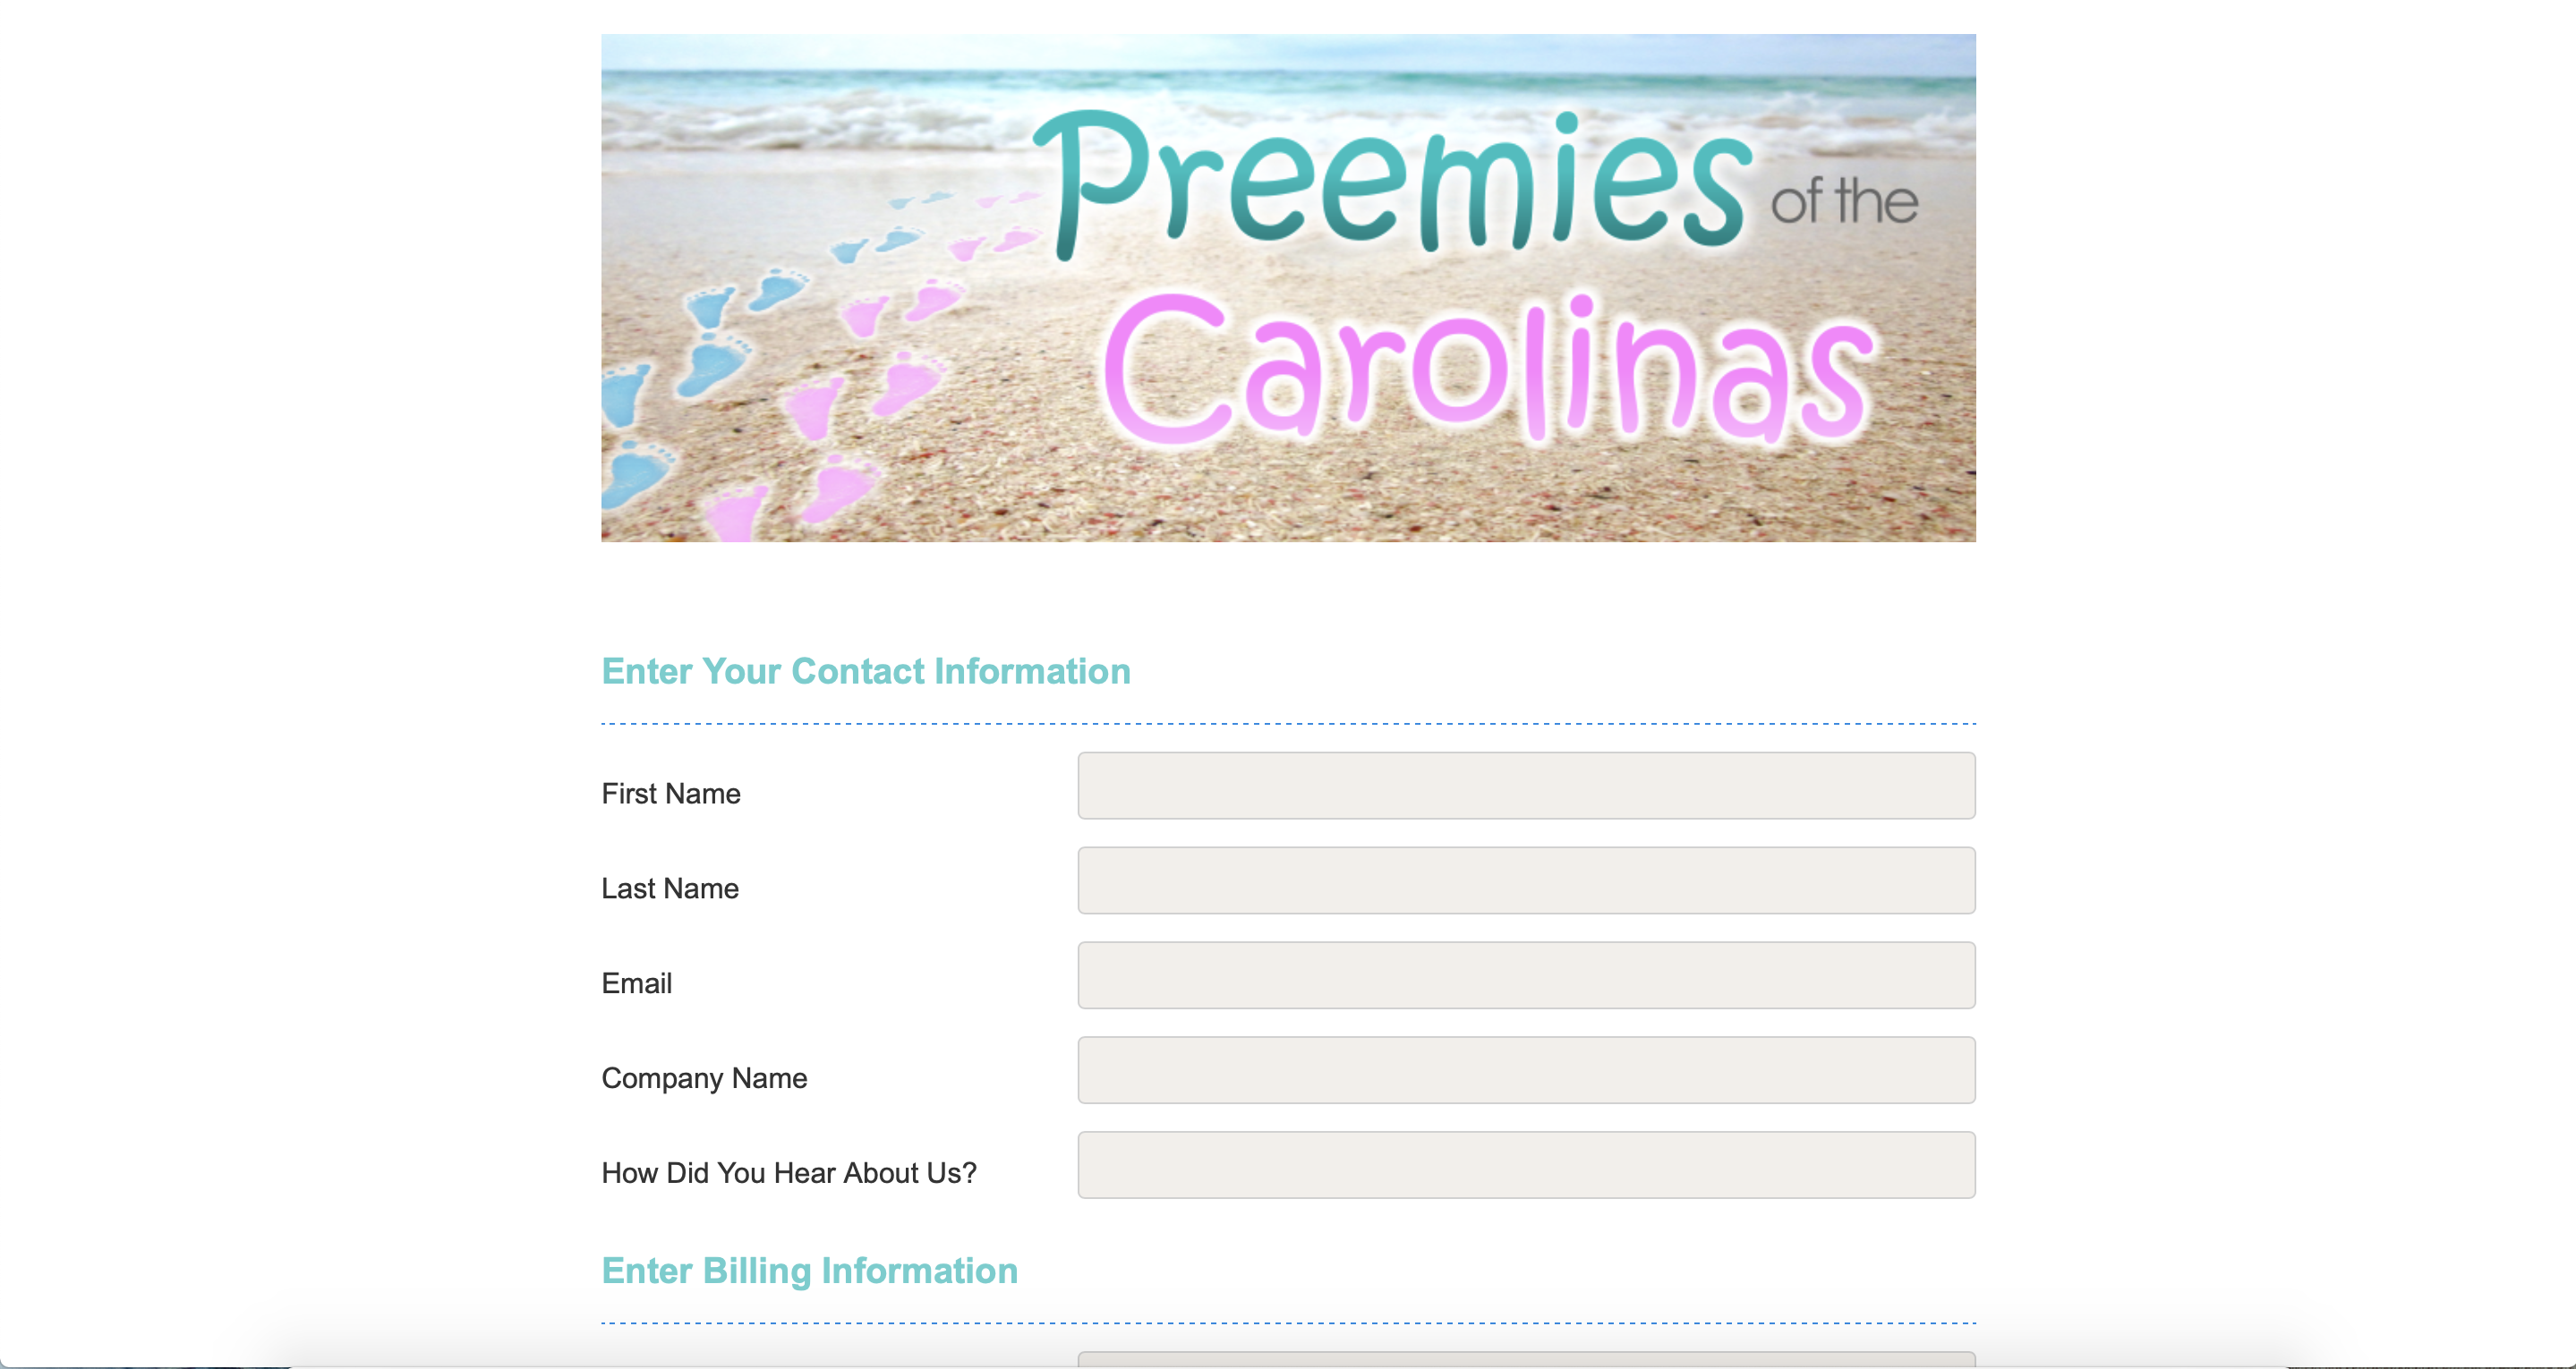 Preemies of the
Carolinas
Enter Your Contact Information
First Name
Last Name
Email
Company Name
How Did You Hear About Us?
Enter Billing Information